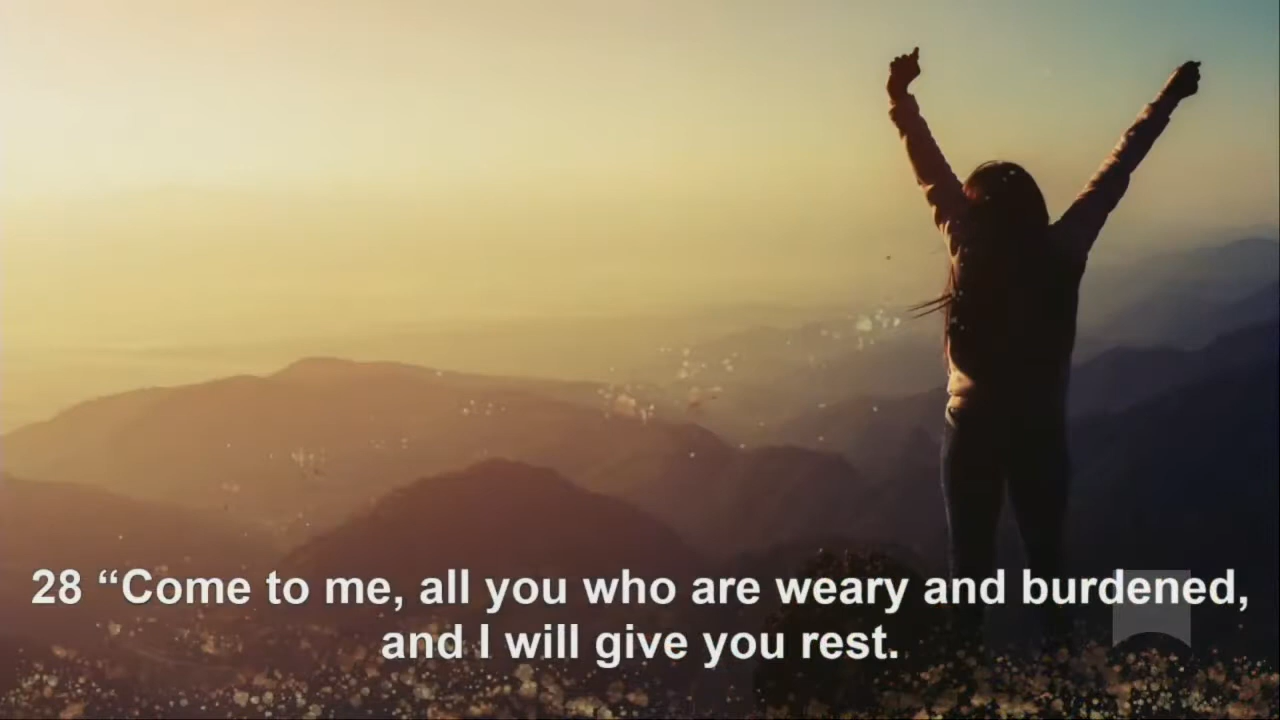 28 “Come to me, all you who are weary and burdened,
and I will give you rest.